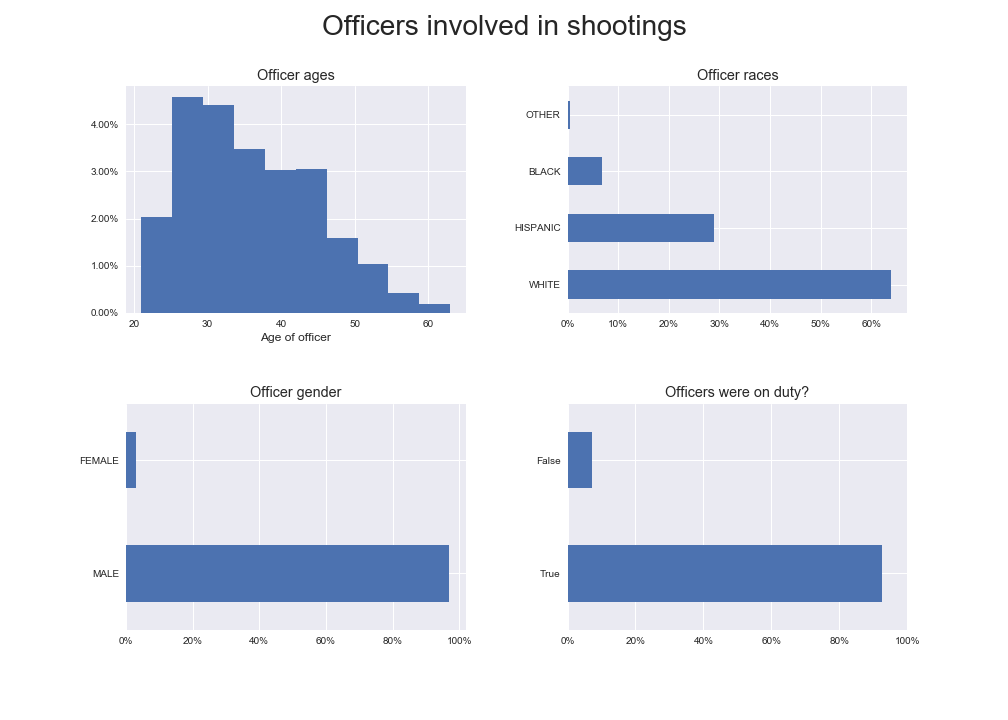 Officers involved in shootings
Officer ages
4.00%
3.00%
2.00%
1.00%
0.00%
20 30 40 50 60
Age of officer
Officer races
OTHER
BLACK
HISPANIC
WHITE
0% 10% 20% 30% 40% 50% 60%
Officer gender
FEMALE
MALE
0% 20% 40% 60% 80% 100%
Officers were on duty?
False
True
0% 20% 40% 60% 80% 100%